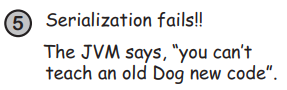 5 Serialization fails!!
The JVM says, “you can’t
teach an old Dog new code”.